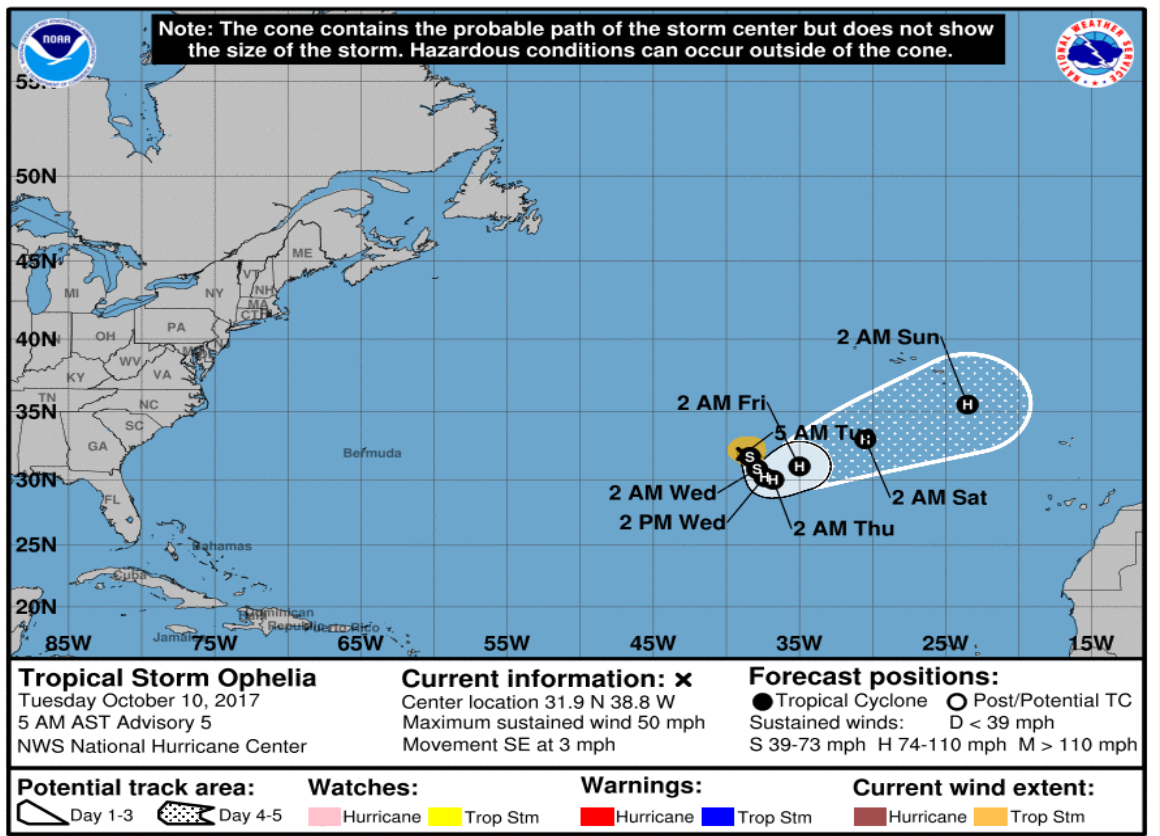 Note: The cone contains the probable path of the storm center but does not show
the size of the storm. Hazardous conditions can occur outside of the cone.
NOAA
NATIONAL WEATHER SERVICE
55N
50N
45N
40N
35N
30N
25N
20N
ME
VT
NH
MI
NY
MA
CT
PA
OH
WV
KY
VA
TN
NC
SC
GA
FL
Bermuda
Bahamas
Cuba
Dominican
Republic
Puerto Rico
Jamaica
2 AM Sun
H
2 AM Fri
5 AM Tu
H
S
H
S
H
H
2 AM Wed
2 AM Sat
2 PM Wed
2 AM Thu
85W 75W 65W 55W 45W 35W 25W 15W
Tropical Storm Ophelia
Tuesday October 10, 2017
5 AM AST Advisory 5
NWS National Hurricane Center
Current information: ×
Center location 31.9 N 38.8 W
Maximum sustained wind 50 mph
Movement SE at 3 mph
Forecast positions:
Tropical Cyclone Post/Potential TC
Sustained winds: D < 39 mph
S 39-73 mph H 74-110 mph M > 110 mph
Potential track area:
Day 1-3 Day 4-5
Watches:
Hurricane Trop Stm
Warnings:
Hurricane Trop Stm
Current wind extent:
Hurricane Trop Stm